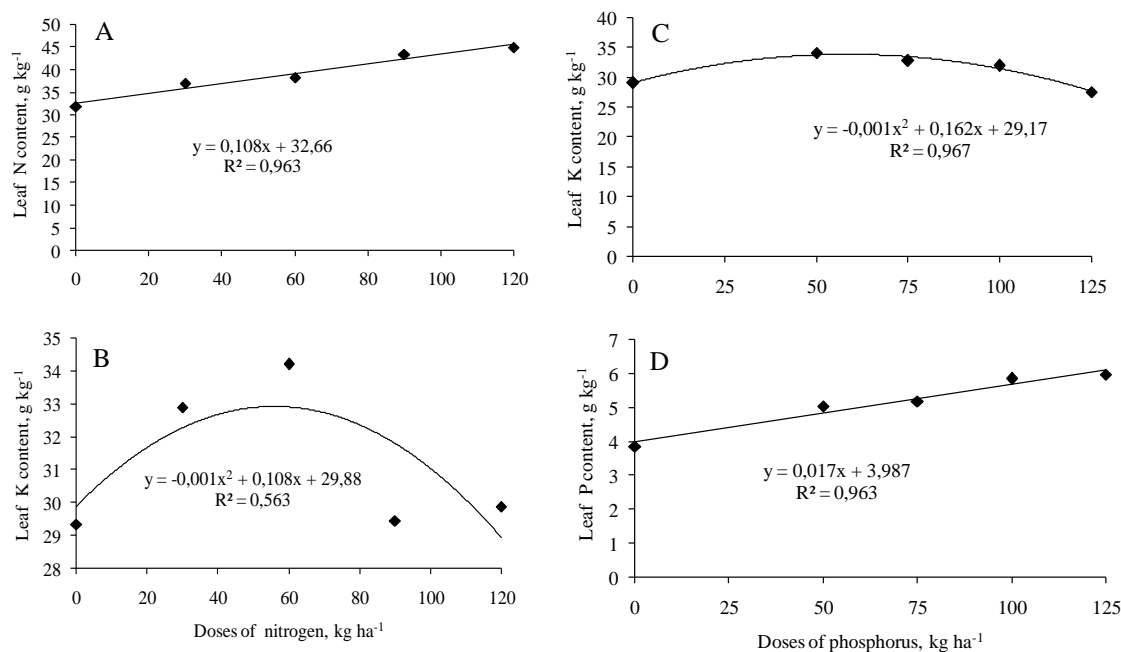 A
Leaf N content, g kg⁻¹
50
45
40
35
30
25
20
15
10
5
0
y = 0,108x + 32,66
R² = 0,963
0 20 40 60 80 100 120
C
Leaf K content, g kg⁻¹
40
35
30
25
20
15
10
5
0
y = -0,001x² + 0,162x + 29,17
R² = 0,967
0 25 50 75 100 125
B
Leaf K content, g kg⁻¹
35
34
33
32
31
30
29
28
y = -0,001x² + 0,108x + 29,88
R² = 0,563
0 20 40 60 80 100 120
Doses of nitrogen, kg ha⁻¹
D
Leaf P content, g kg⁻¹
7
6
5
4
3
2
1
0
y = 0,017x + 3,987
R² = 0,963
0 25 50 75 100 125
Doses of phosphorus, kg ha⁻¹